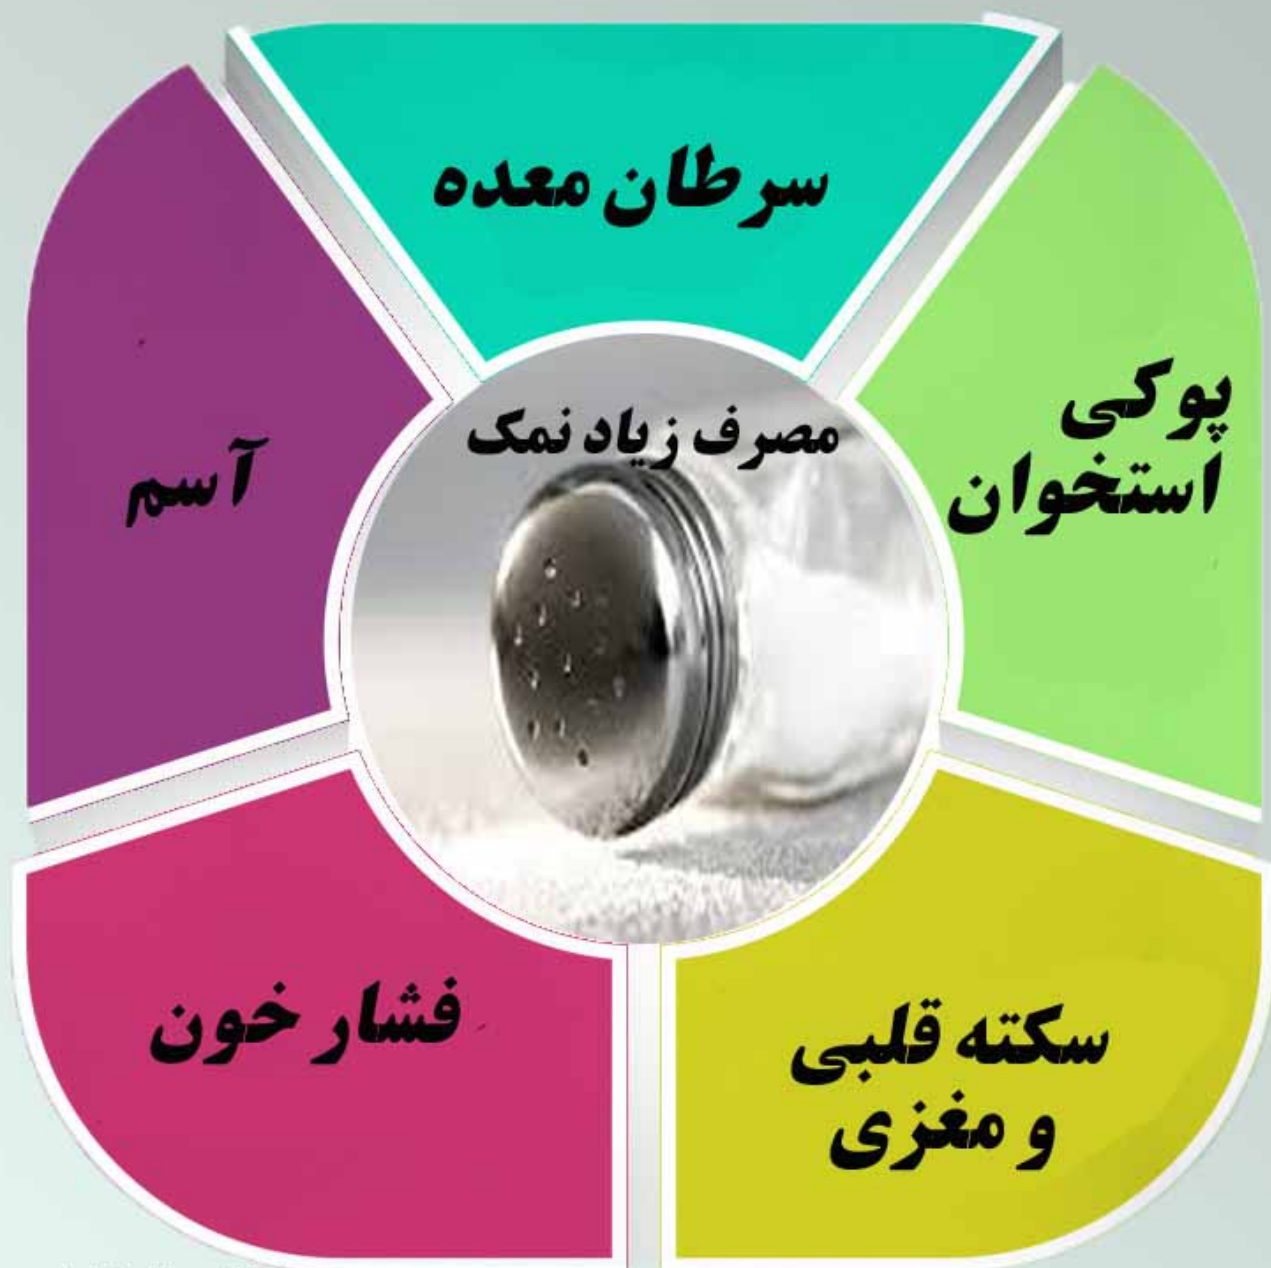 سرطان معده
مصرف زیاد نمک
پوکی
استخوان
آسم
سکته قلبی
و مغزی
فشار خون